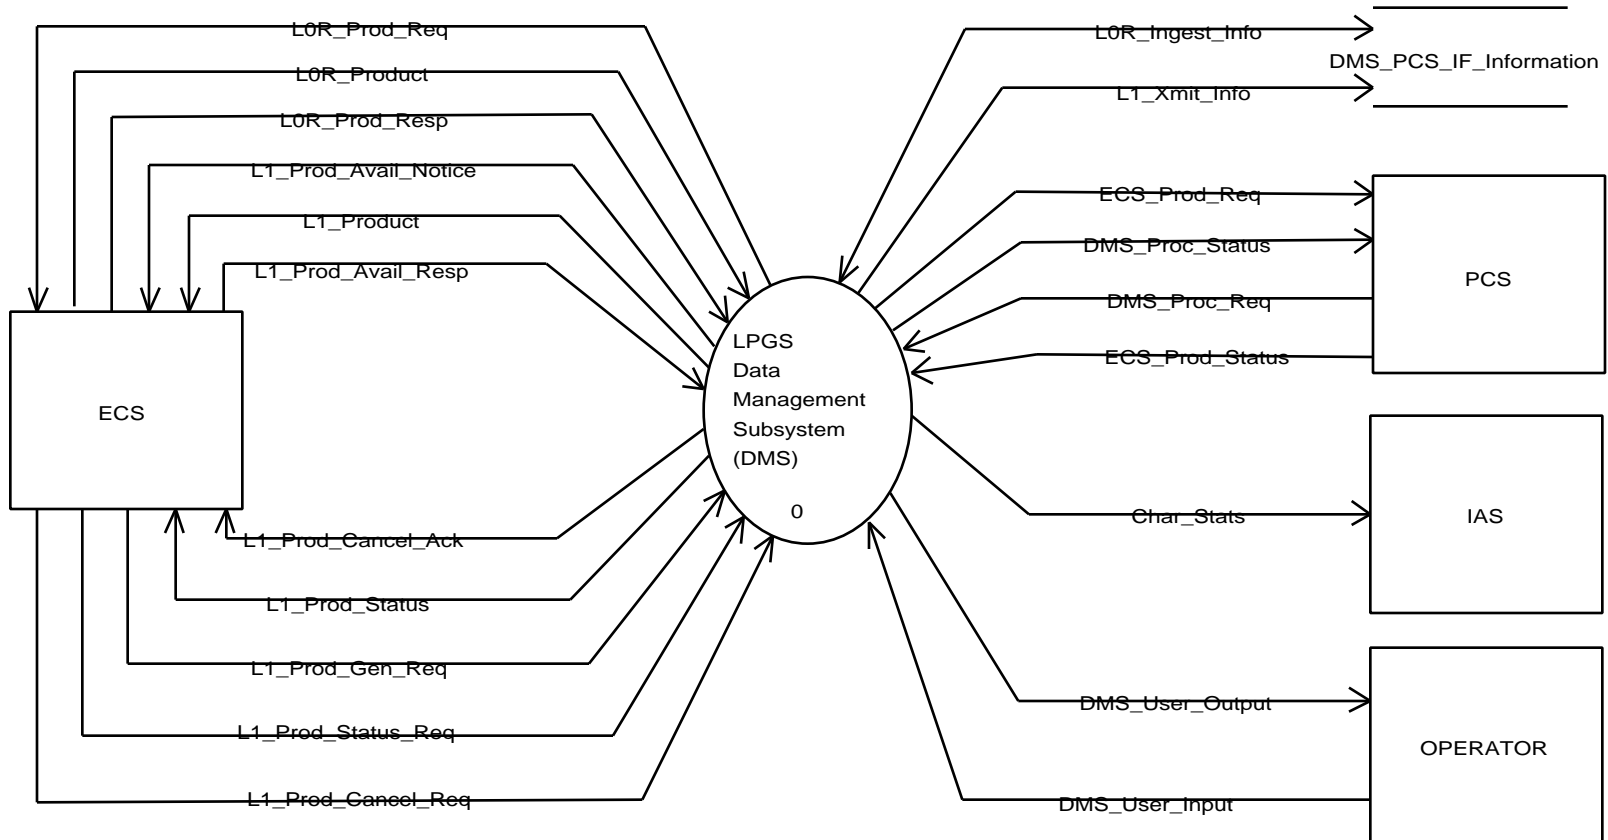 L0R_Prod_Req
L0R_Product
L0R_Prod_Resp
L1_Prod_Avail_Notice
L1_Product
L1_Prod_Avail_Resp
ECS
L1_Prod_Cancel_Ack
L1_Prod_Status
L1_Prod_Gen_Req
L1_Prod_Status_Req
L1_Prod_Cancel_Req
LPGS
Data
Management
Subsystem
(DMS)
0
L0R_Ingest_Info
DMS_PCS_IF_Information
L1_Xmit_Info
ECS_Prod_Req
DMS_Proc_Status
DMS_Proc_Req
ECS_Prod_Status
PCS
Char_Stats
IAS
DMS_User_Output
OPERATOR
DMS_User_Input